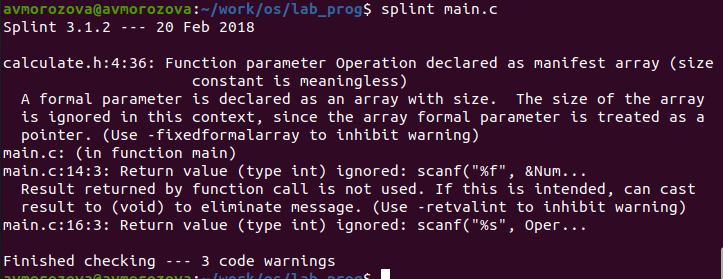 avmorozova@avmorozova:~/work/os/lab_prog$ splint main.c
Splint 3.1.2 --- 20 Feb 2018

calculate.h:4:36: Function parameter Operation declared as manifest array (size
                     constant is meaningless)
  A formal parameter is declared as an array with size.  The size of the array
  is ignored in this context, since the array formal parameter is treated as a
  pointer. (Use -fixedformalarray to inhibit warning)
main.c: (in function main)
main.c:14:3: Return value (type int) ignored: scanf("%f", &Num...
  Result returned by function call is not used. If this is intended, can cast
  result to (void) to eliminate message. (Use -retvalint to inhibit warning)
main.c:16:3: Return value (type int) ignored: scanf("%s", Oper...

Finished checking --- 3 code warnings
avmorozova@avmorozova:~/work/os/lab_prog$